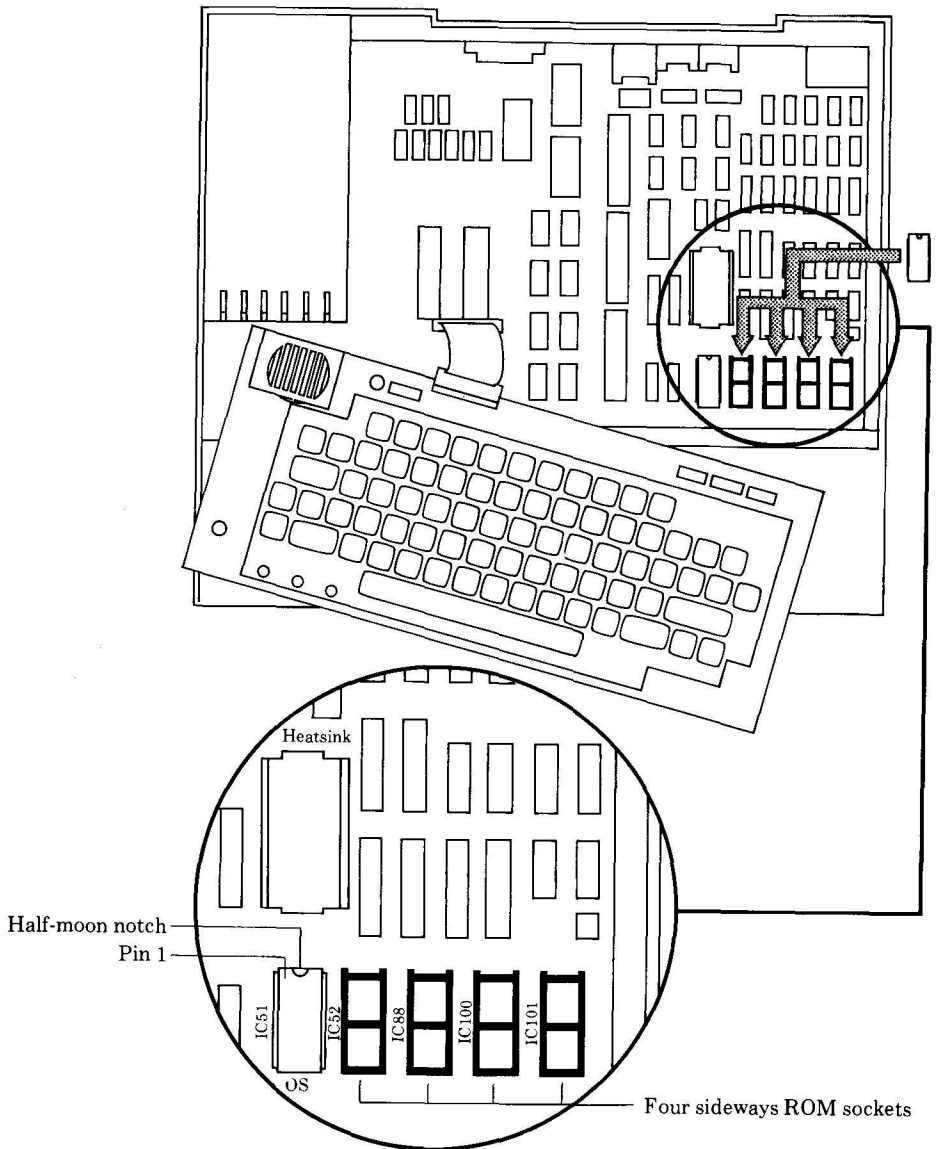 Heatsink
Half-moon notch
Pin 1
IC51
IC52
IC88
IC100
IC101
OS
Four sideways ROM sockets